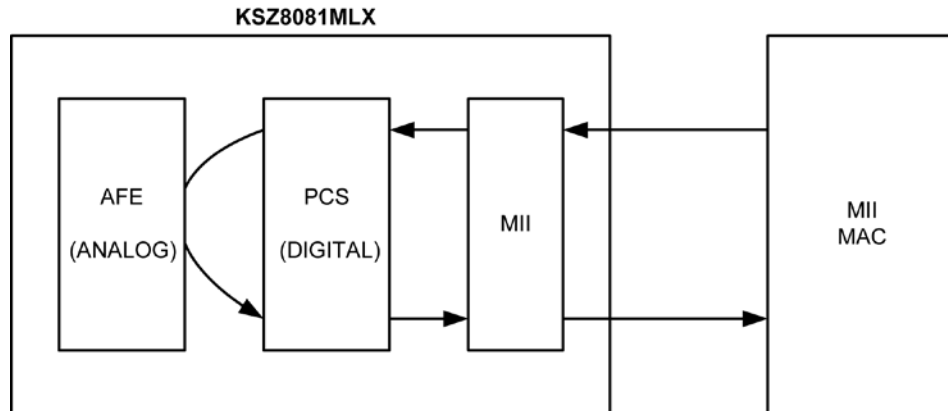 KSZ8081MLX
AFE
(ANALOG)
PCS
(DIGITAL)
MII
MII
MAC